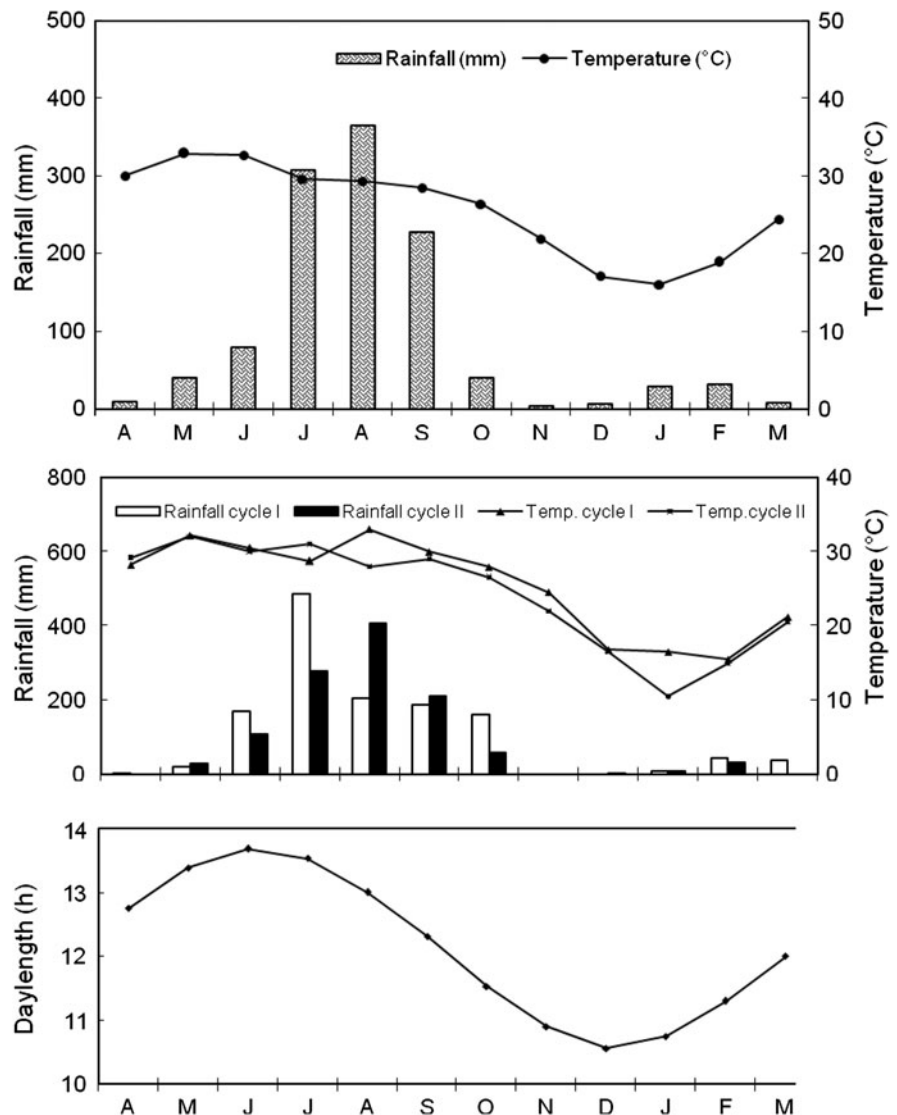 500
50
Rainfall (mm)
Temperature (°C)
400
40
300
30
200
20
100
10
0
0
Rainfall (mm)
Temperature (°C)
A M J J A S O N D J F M
800
40
Rainfall cycle I
Rainfall cycle II
Temp. cycle I
Temp.cycle II
600
30
400
20
200
10
0
0
Rainfall (mm)
Temperature (°C)
14
13
12
11
10
Daylength (h)
A M J J A S O N D J F M